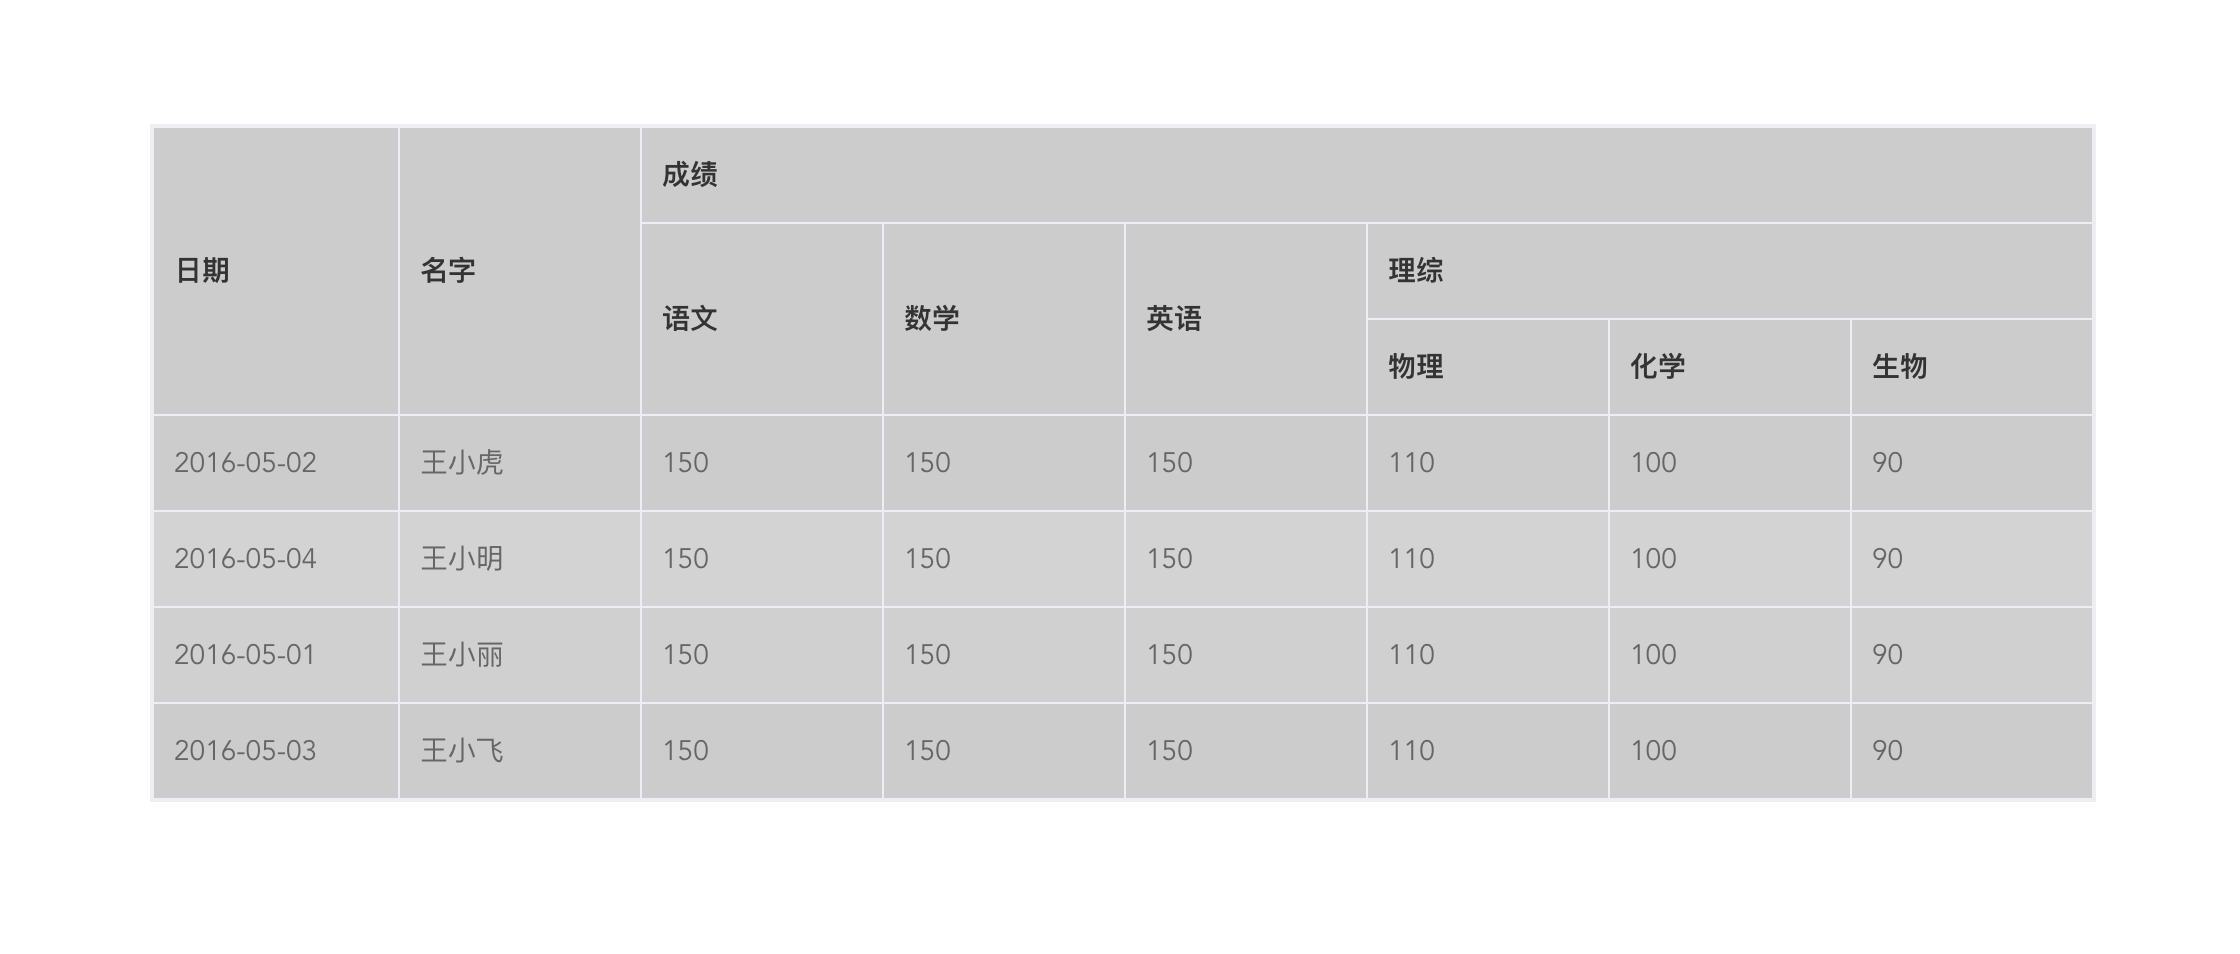 成绩
日期 名字 理综
语文 数学 英语
物理 化学 生物
2016-05-02 王小虎 150 150 150 110 100 90
2016-05-04 王小明 150 150 150 110 100 90
2016-05-01 王小丽 150 150 150 110 100 90
2016-05-03 王小飞 150 150 150 110 100 90